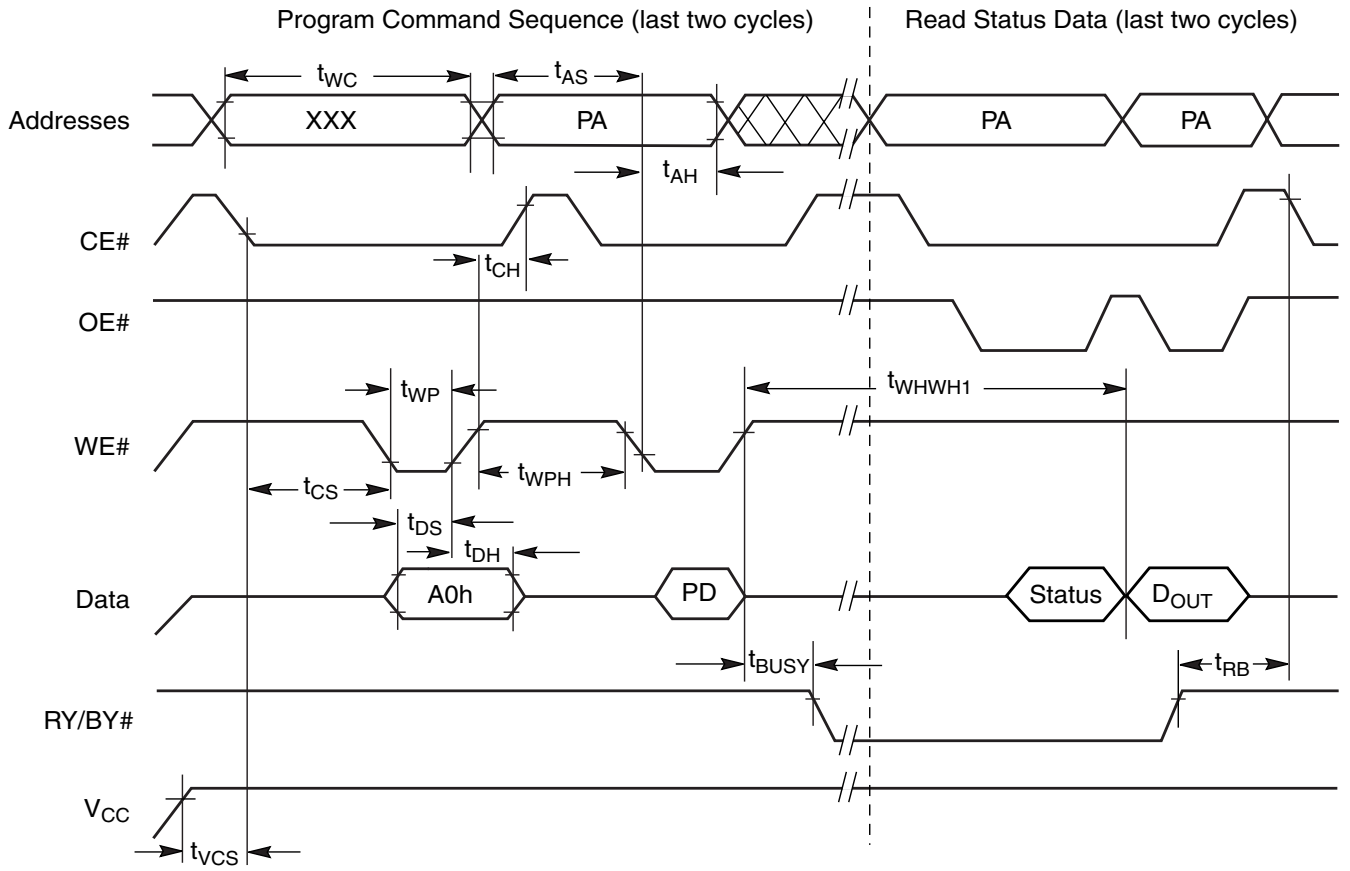 Program Command Sequence (last two cycles)
Read Status Data (last two cycles)
tWC
tAS
Addresses
XXX
PA
PA
PA
tAH
CE#
tCH
OE#
tWP
tWHWH1
WE#
tCS
tWPH
tDS
tDH
Data
A0h
PD
Status
DOUT
tBUSY
tRB
RY/BY#
VCC
tVCS